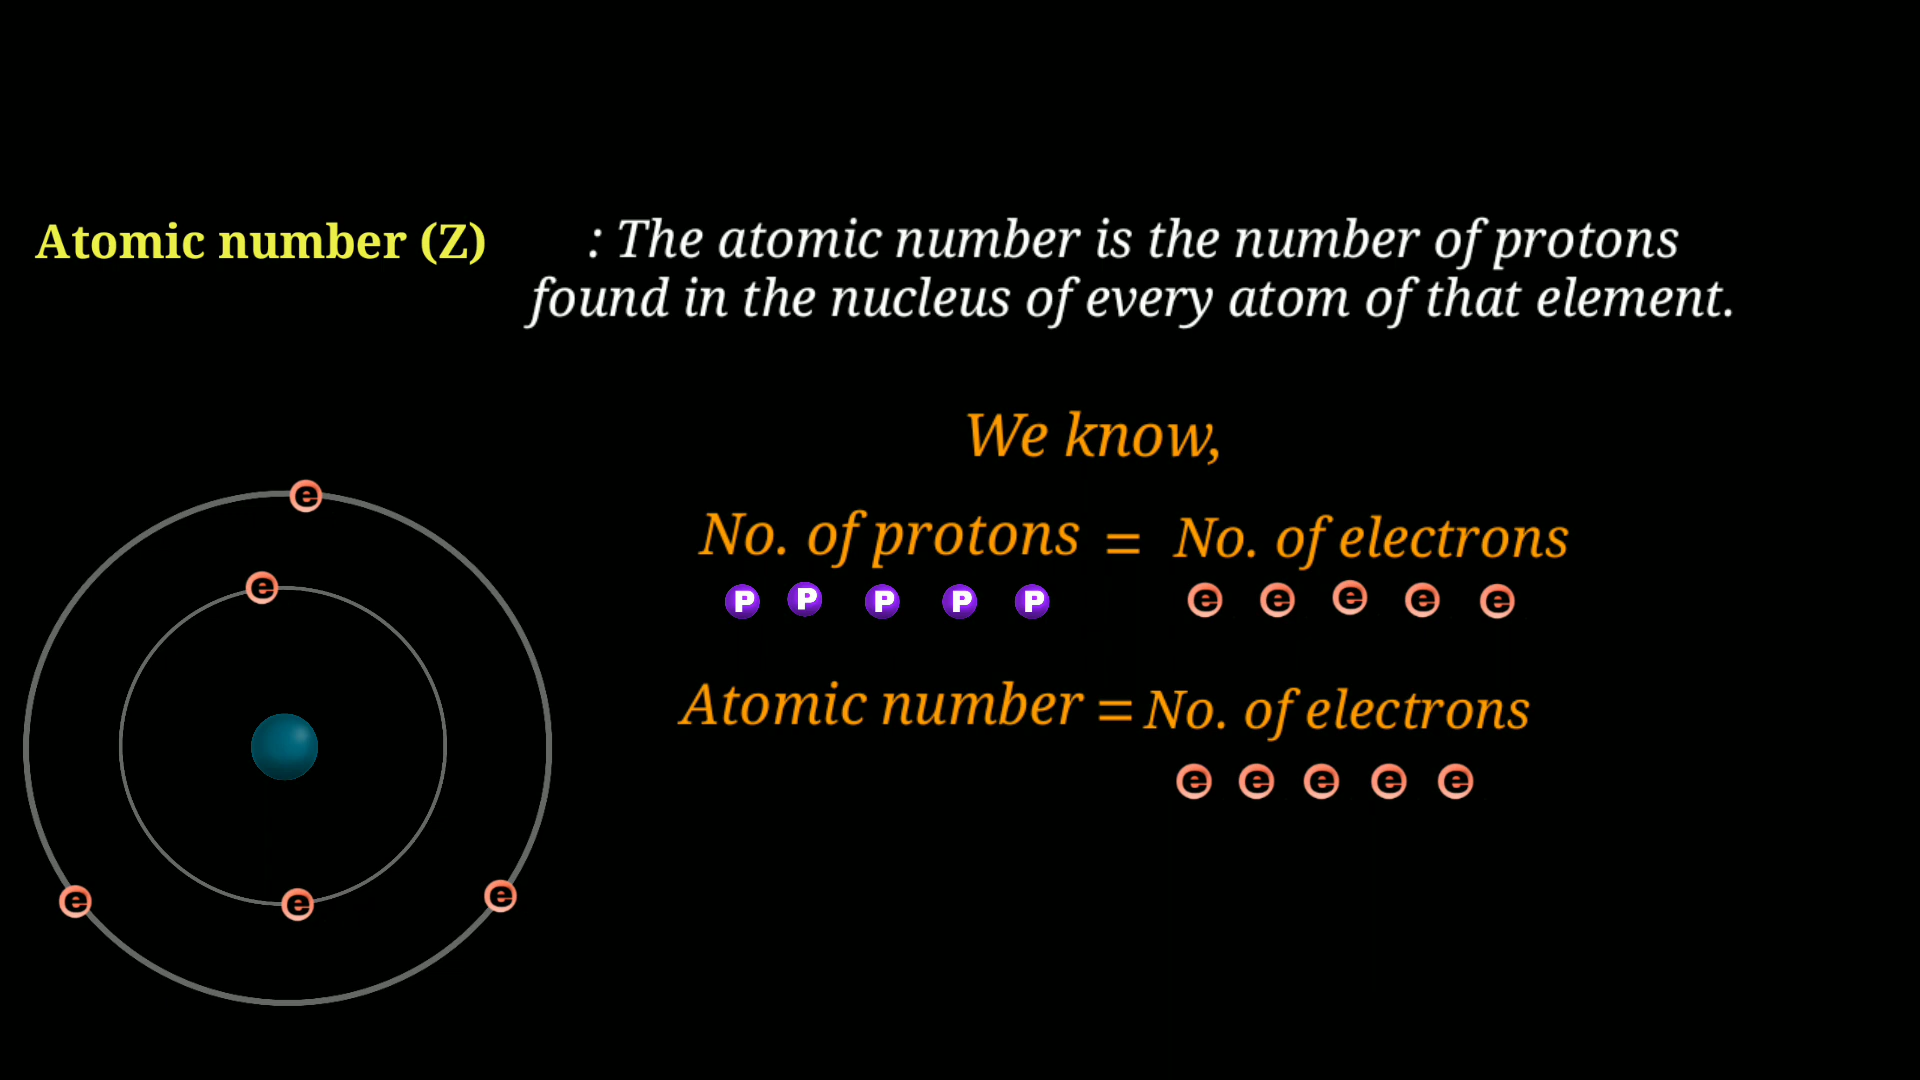 Atomic number (Z) : The atomic number is the number of protons
found in the nucleus of every atom of that element.
We know,
No. of protons = No. of electrons
P P P P P e e e e e
Atomic number = No. of electrons
e e e e e
e
e
e
e
e